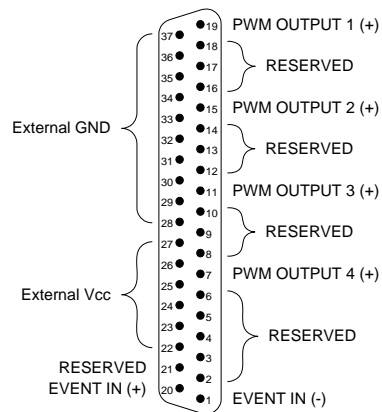 19 PWM OUTPUT 1 (+)
37
18
36
17 RESERVED
35
16
34
15 PWM OUTPUT 2 (+)
33
14
External GND
32
13 RESERVED
31
12
30
11 PWM OUTPUT 3 (+)
29
10
28
9 RESERVED
27
8
26
7 PWM OUTPUT 4 (+)
25
6
External Vcc
24
5
23
4 RESERVED
22
3
RESERVED 21
2
EVENT IN (+) 20
1 EVENT IN (-)